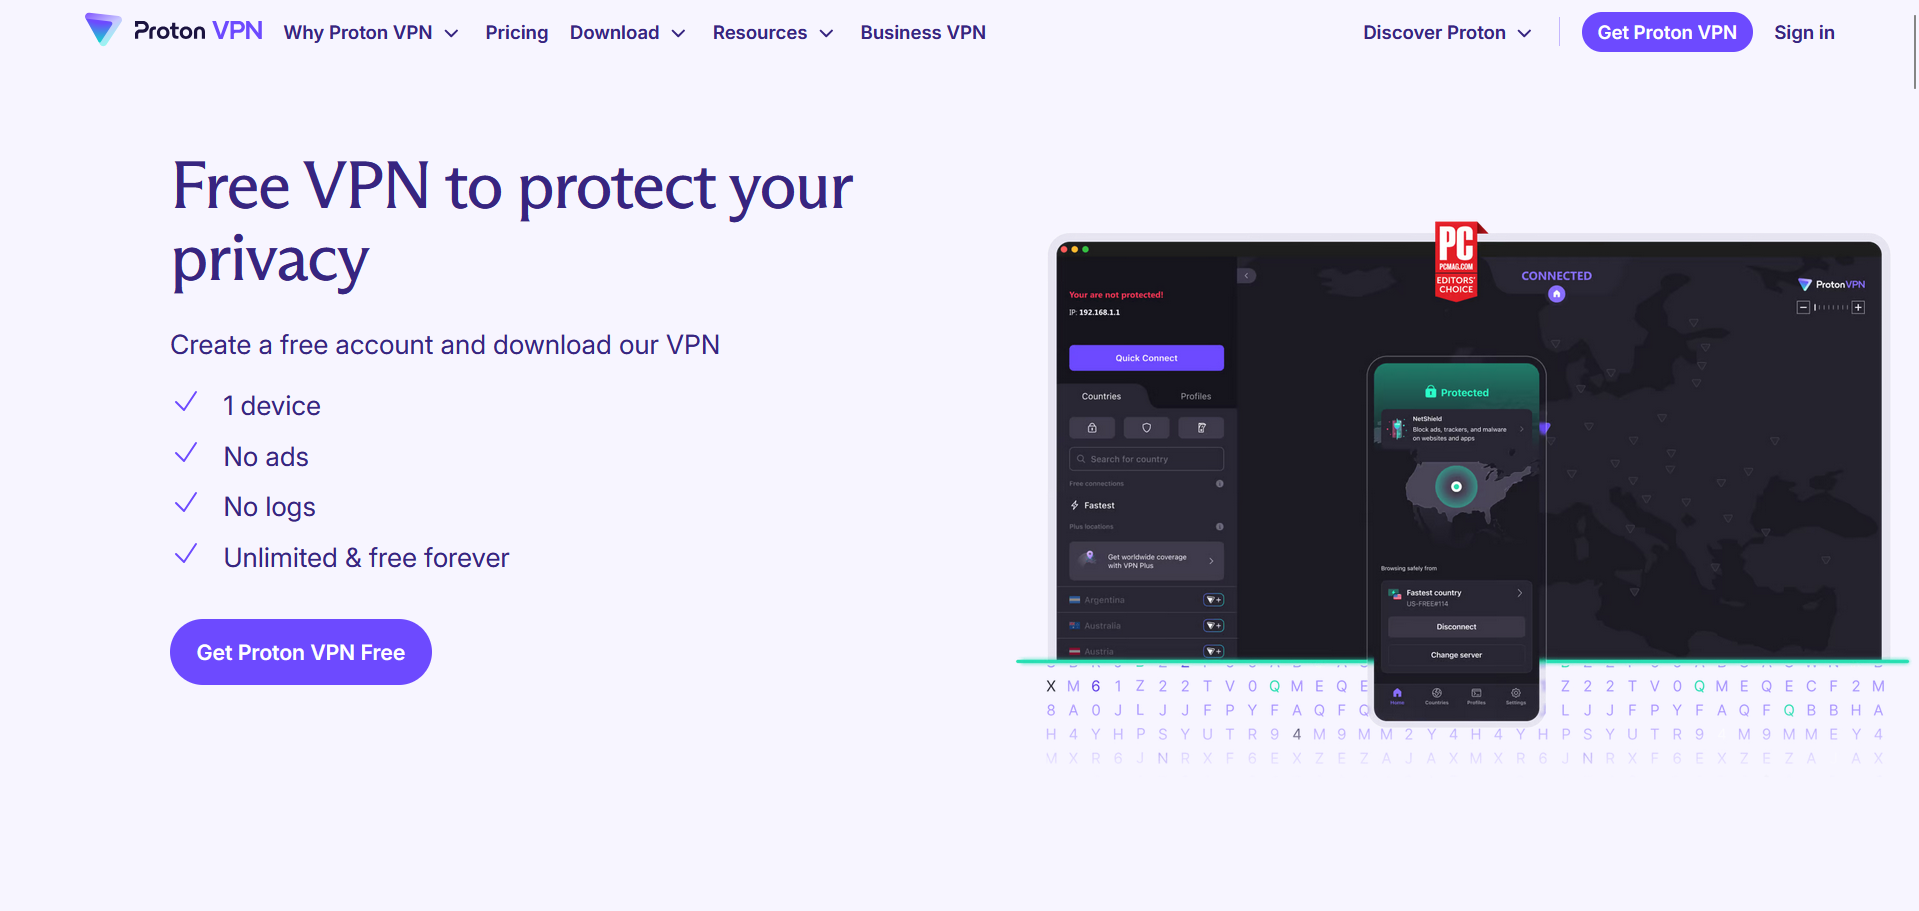 Proton VPN
Why Proton VPN
Pricing
Download
Resources
Business VPN
Discover Proton
Get Proton VPN
Sign in
Free VPN to protect your
privacy
Create a free account and download our VPN
1 device
No ads
No logs
Unlimited & free forever
Get Proton VPN Free
PC
PCMAG.COM
EDITORS'
CHOICE
Your are not protected!
IP: 192.168.1.1
Quick Connect
Countries
Profiles
Search for country
Free connections
Fastest
Plus locations
Get worldwide coverage
with VPN Plus
Argentina
Australia
Austria
CONNECTED
ProtonVPN
Protected
NetShield
Block ads, trackers, and malware
on websites and apps
Browsing safely from
Fastest country
US-FREE#114
Disconnect
Change server
Home
Countries
Profiles
Settings
X M 6 1 Z 2 2 T V 0 Q M E Q E Z 2 2 T V 0 Q M E Q E C F 2 M
8 A 0 J L J J F P Y F A Q F Q L J J F P Y F A Q F Q B B H A
H 4 Y H P S Y U T R 9 4 M 9 M M 2 Y 4 H 4 Y H P S Y U T R 9 M 9 M M E Y 4
M X R 6 J N R X F 6 E X Z E Z A J A X M X R 6 J N R X F 6 E X Z E Z A A X